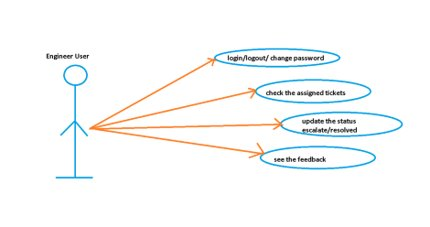 Engineer User
login/logout/ change password
check the assigned tickets
update the status
escalate/resolved
see the feedback